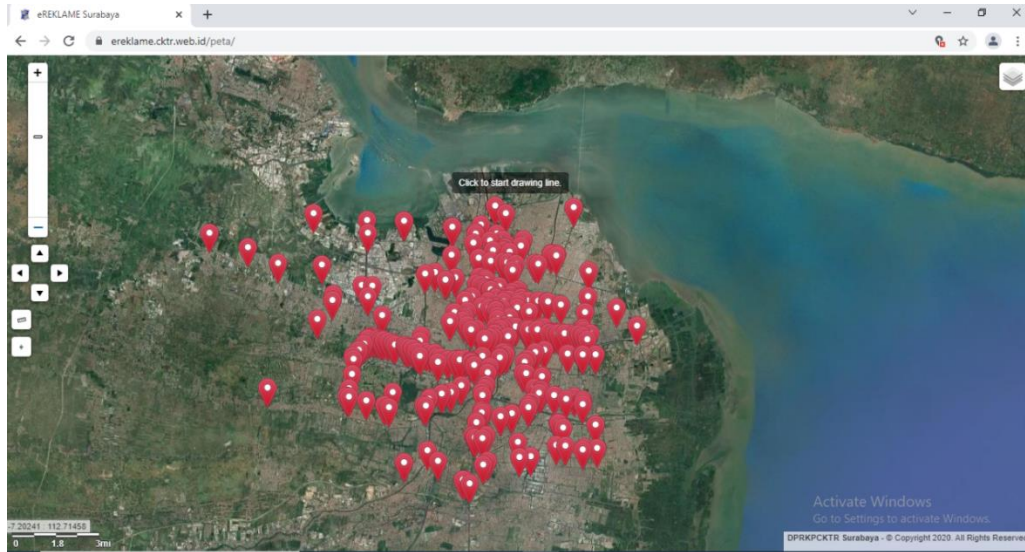 eREKLAME Surabaya
ereklame.cktr.web.id/peta/
Click to start drawing line.
Activate Windows
Go to Settings to activate Windows.
-7.20241 : 112.71458
0 1.8 3mi
DPRKPCKTR Surabaya - © Copyright 2020. All Rights Reserved